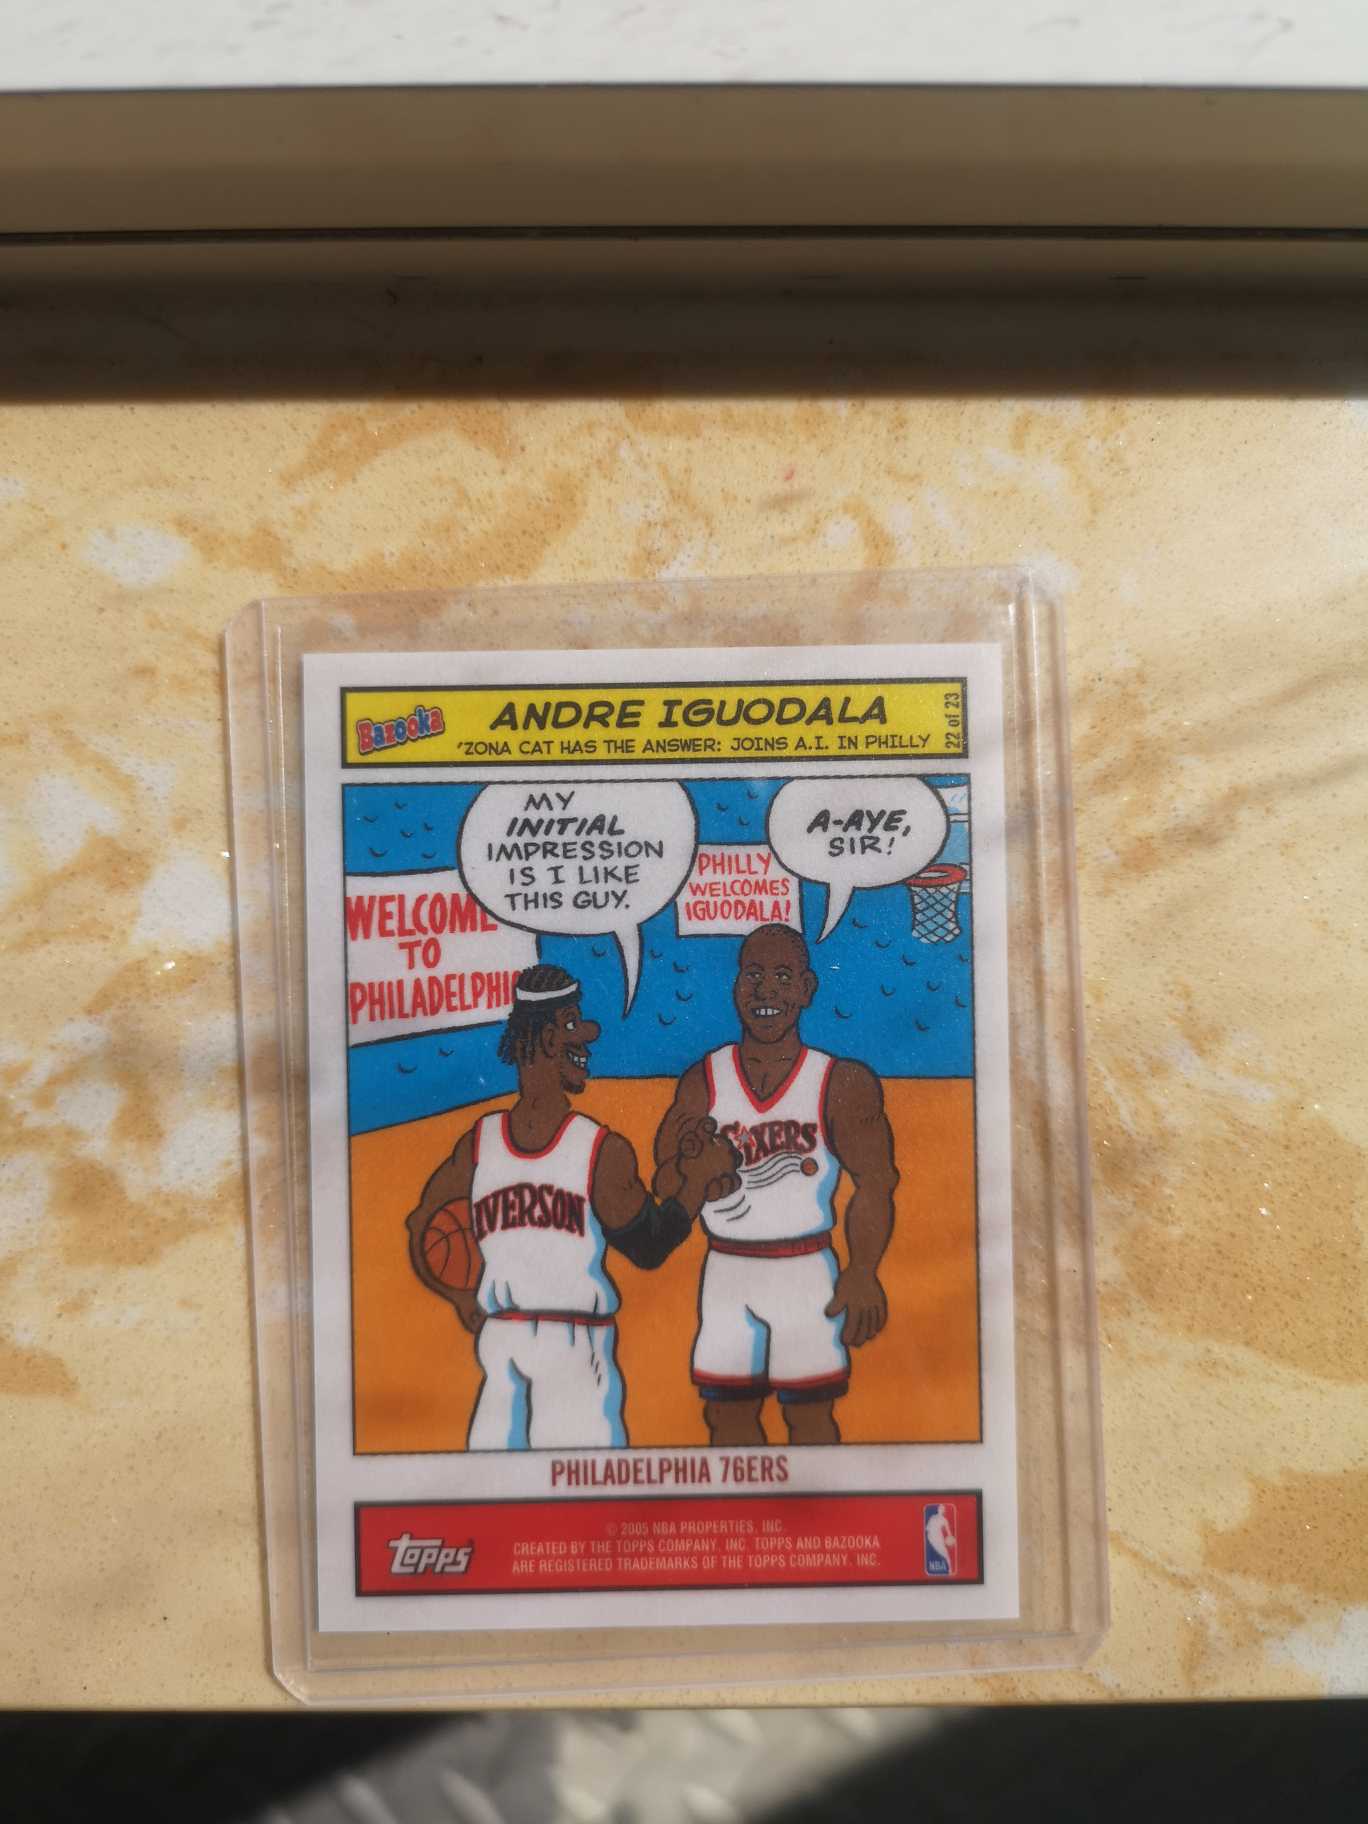 Bazooka
ANDRE IGUODALA
'ZONA CAT HAS THE ANSWER: JOINS A.I. IN PHILLY
22 of 23
MY
INITIAL
IMPRESSION
IS I LIKE
THIS GUY.
A-AYE,
SIR!
WELCOME
TO
PHILADELPHI
PHILLY
WELCOMES
IGUODALA!
IVERSON
SIXERS
PHILADELPHIA 76ERS
topps
© 2005 NBA PROPERTIES, INC.
CREATED BY THE TOPPS COMPANY, INC. TOPPS AND BAZOOKA
ARE REGISTERED TRADEMARKS OF THE TOPPS COMPANY, INC.
NBA